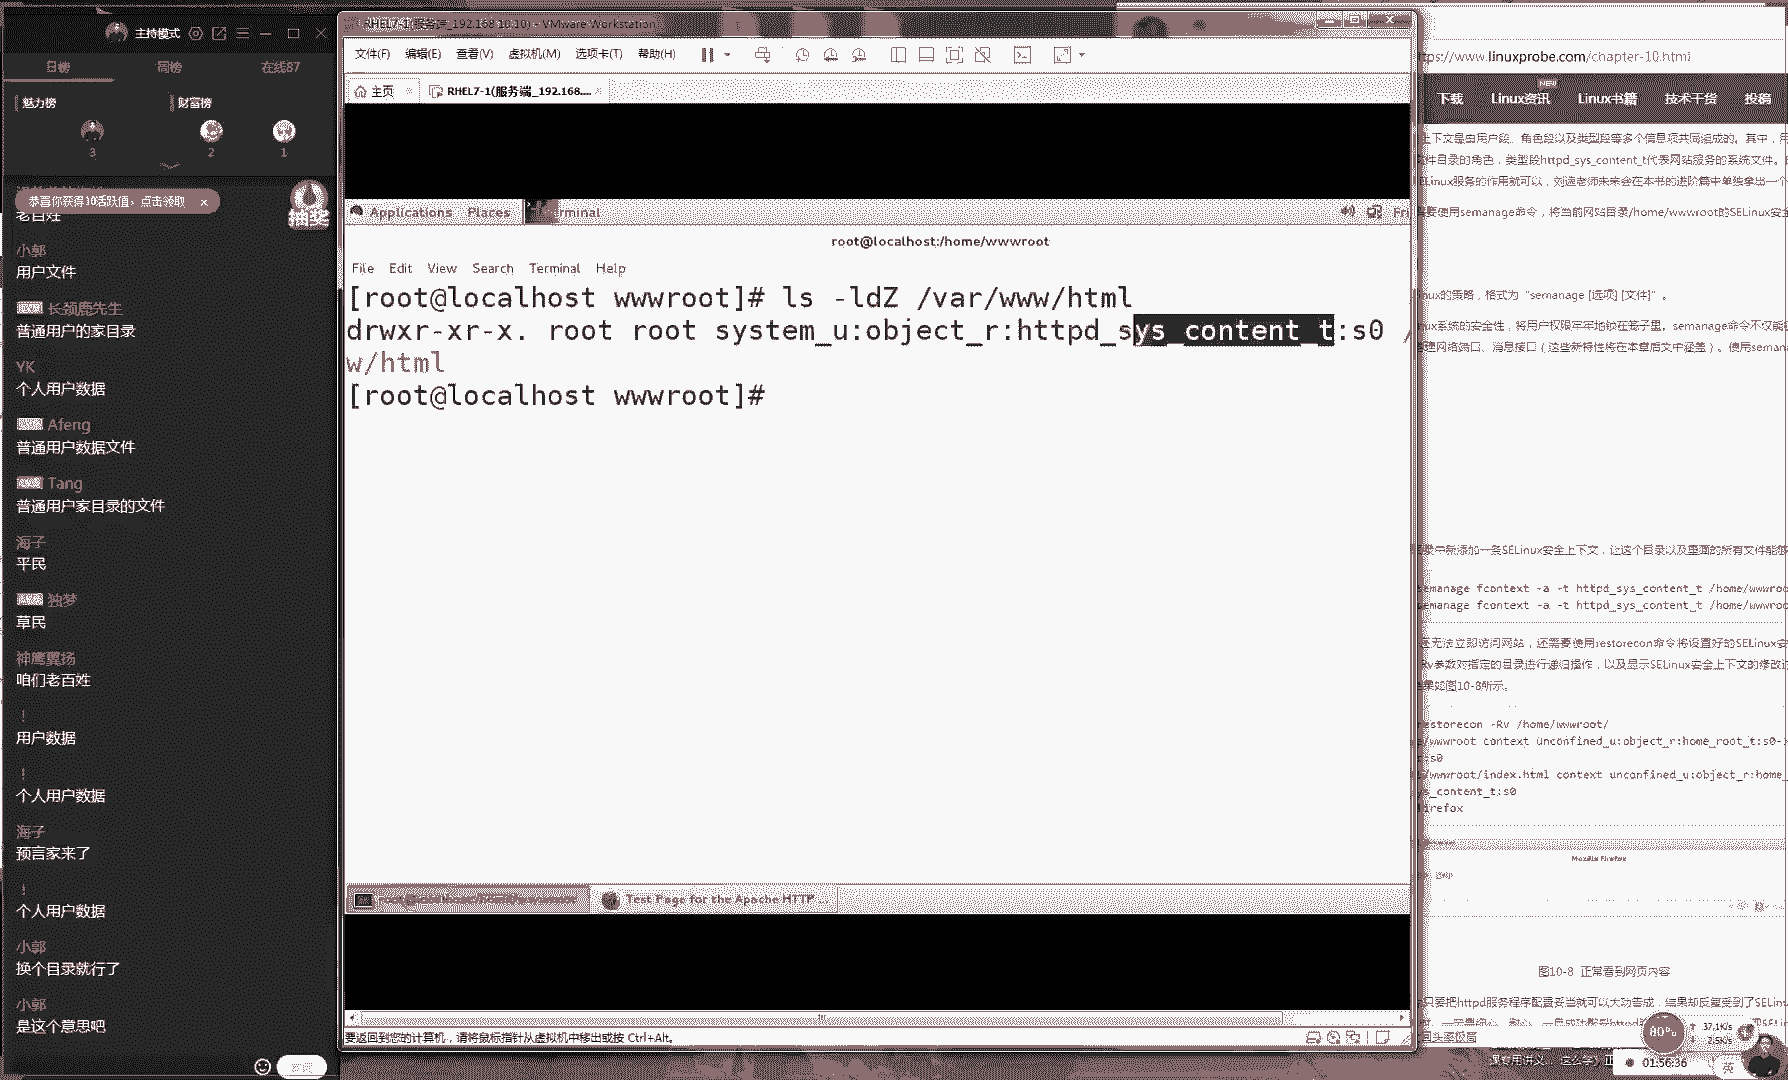 主持模式
日榜 周榜 在线87
魅力榜 财富榜
3 2 1
恭喜你获得10活跃值，点击领取 ×
老百姓
抽奖
小郭
用户文件
长颈鹿先生
普通用户的家目录
YK
个人用户数据
Afeng
普通用户数据文件
Tang
普通用户家目录的文件
海子
平民
独梦
草民
神鹰翼扬
咱们老百姓
!
用户数据
!
个人用户数据
海子
预言家来了
!
个人用户数据
小郭
换个目录就行了
小郭
是这个意思吧
RHEL7-1(服务端_192.168.10.10) - VMware Workstation
文件(F) 编辑(E) 查看(V) 虚拟机(M) 选项卡(T) 帮助(H)
主页 × RHEL7-1(服务端_192.168.... ×
Applications Places Terminal Fri
root@localhost:/home/wwwroot
File Edit View Search Terminal Help
[root@localhost wwwroot]# ls -ldZ /var/www/html
drwxr-xr-x. root root system_u:object_r:httpd_sys_content_t:s0 /
w/html
[root@localhost wwwroot]#
Test Page for the Apache HTTP ...
要返回到您的计算机，请将鼠标指针从虚拟机中移出或按 Ctrl+Alt。
ps://www.linuxprobe.com/chapter-10.html
NEW
下载 Linux资讯 Linux书籍 技术干货 投稿
上下文是由用户段、角色段以及类型段等多个信息项共同组成的。其中，用
件目录的角色，类型段httpd_sys_content_t代表网站服务的系统文件。
Linux服务的作用就可以，刘遄老师未来会在本书的进阶篇中单独拿出一个
要使用semanage命令，将当前网站目录/home/wwwroot的SELinux安全
nux的策略，格式为“semanage [选项] [文件]”。
nux系统的安全性，将用户权限牢牢地锁在笼子里。semanage命令不仅能
理网络端口、消息接口（这些新特性将在本章后文中涵盖）。使用seman
录中新添加一条SELinux安全上下文，让这个目录以及里面的所有文件能够
semanage fcontext -a -t httpd_sys_content_t /home/wwwroo
semanage fcontext -a -t httpd_sys_content_t /home/wwwroo
还无法立即访问网站，还需要使用restorecon命令将设置好的SELinux安
Rv参数对指定的目录进行递归操作，以及显示SELinux安全上下文的修改过
果如图10-8所示。
restorecon -Rv /home/wwwroot/
/wwwroot context unconfined_u:object_r:home_root_t:s0->
:s0
/wwwroot/index.html context unconfined_u:object_r:home_
ys_content_t:s0
firefox
Mozilla Firefox
图10-8 正常看到网页内容
只要把httpd服务程序配置妥当就可以大功告成，结果却反复受到了SELin
回头率极高
80%
37.1K/s
2.5K/s
01:56:36
英